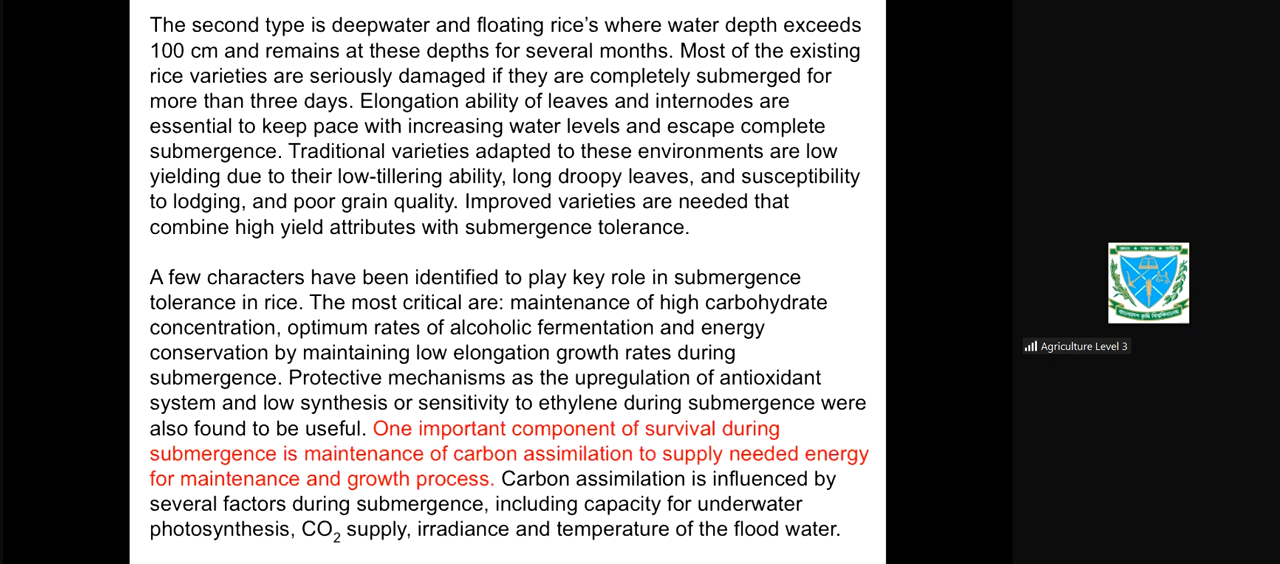 The second type is deepwater and floating rice’s where water depth exceeds
100 cm and remains at these depths for several months. Most of the existing
rice varieties are seriously damaged if they are completely submerged for
more than three days. Elongation ability of leaves and internodes are
essential to keep pace with increasing water levels and escape complete
submergence. Traditional varieties adapted to these environments are low
yielding due to their low-tillering ability, long droopy leaves, and susceptibility
to lodging, and poor grain quality. Improved varieties are needed that
combine high yield attributes with submergence tolerance.
A few characters have been identified to play key role in submergence
tolerance in rice. The most critical are: maintenance of high carbohydrate
concentration, optimum rates of alcoholic fermentation and energy
conservation by maintaining low elongation growth rates during
submergence. Protective mechanisms as the upregulation of antioxidant
system and low synthesis or sensitivity to ethylene during submergence were
also found to be useful. One important component of survival during
submergence is maintenance of carbon assimilation to supply needed energy
for maintenance and growth process. Carbon assimilation is influenced by
several factors during submergence, including capacity for underwater
photosynthesis, CO₂ supply, irradiance and temperature of the flood water.
Agriculture Level 3